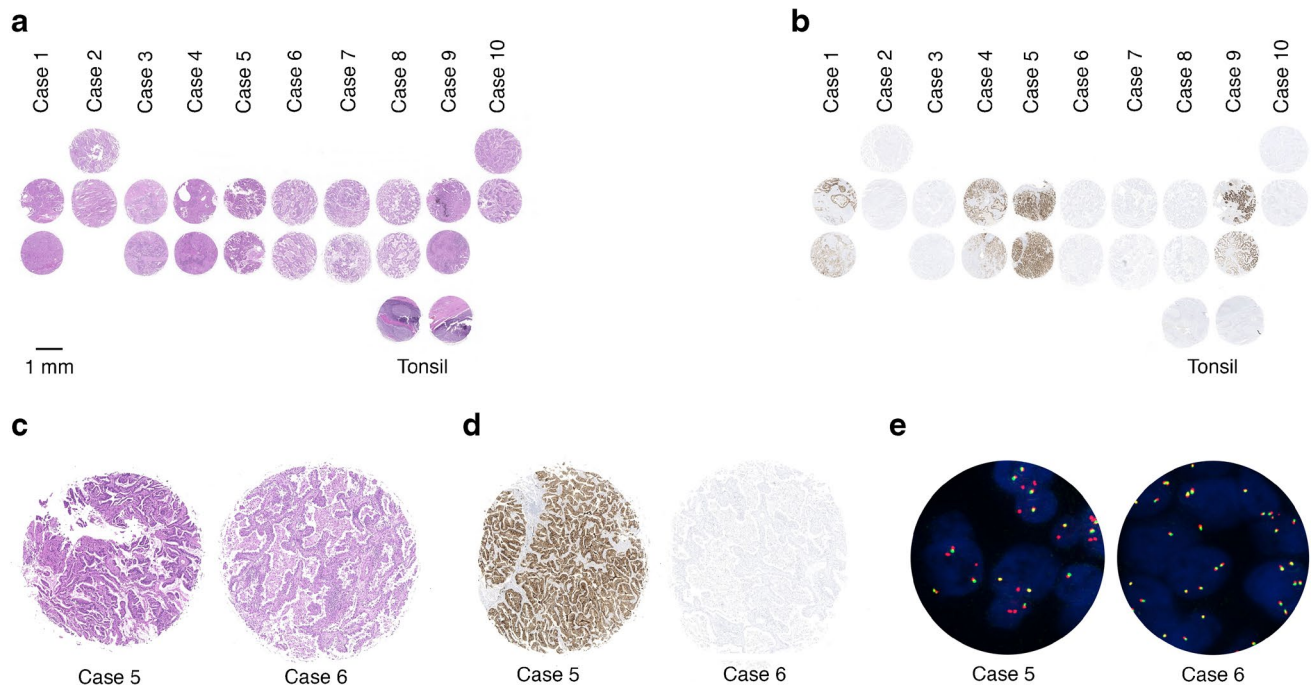 a
Case 1
Case 2
Case 3
Case 4
Case 5
Case 6
Case 7
Case 8
Case 9
Case 10
1 mm
Tonsil
b
Case 1
Case 2
Case 3
Case 4
Case 5
Case 6
Case 7
Case 8
Case 9
Case 10
Tonsil
c
Case 5
Case 6
d
Case 5
Case 6
e
Case 5
Case 6